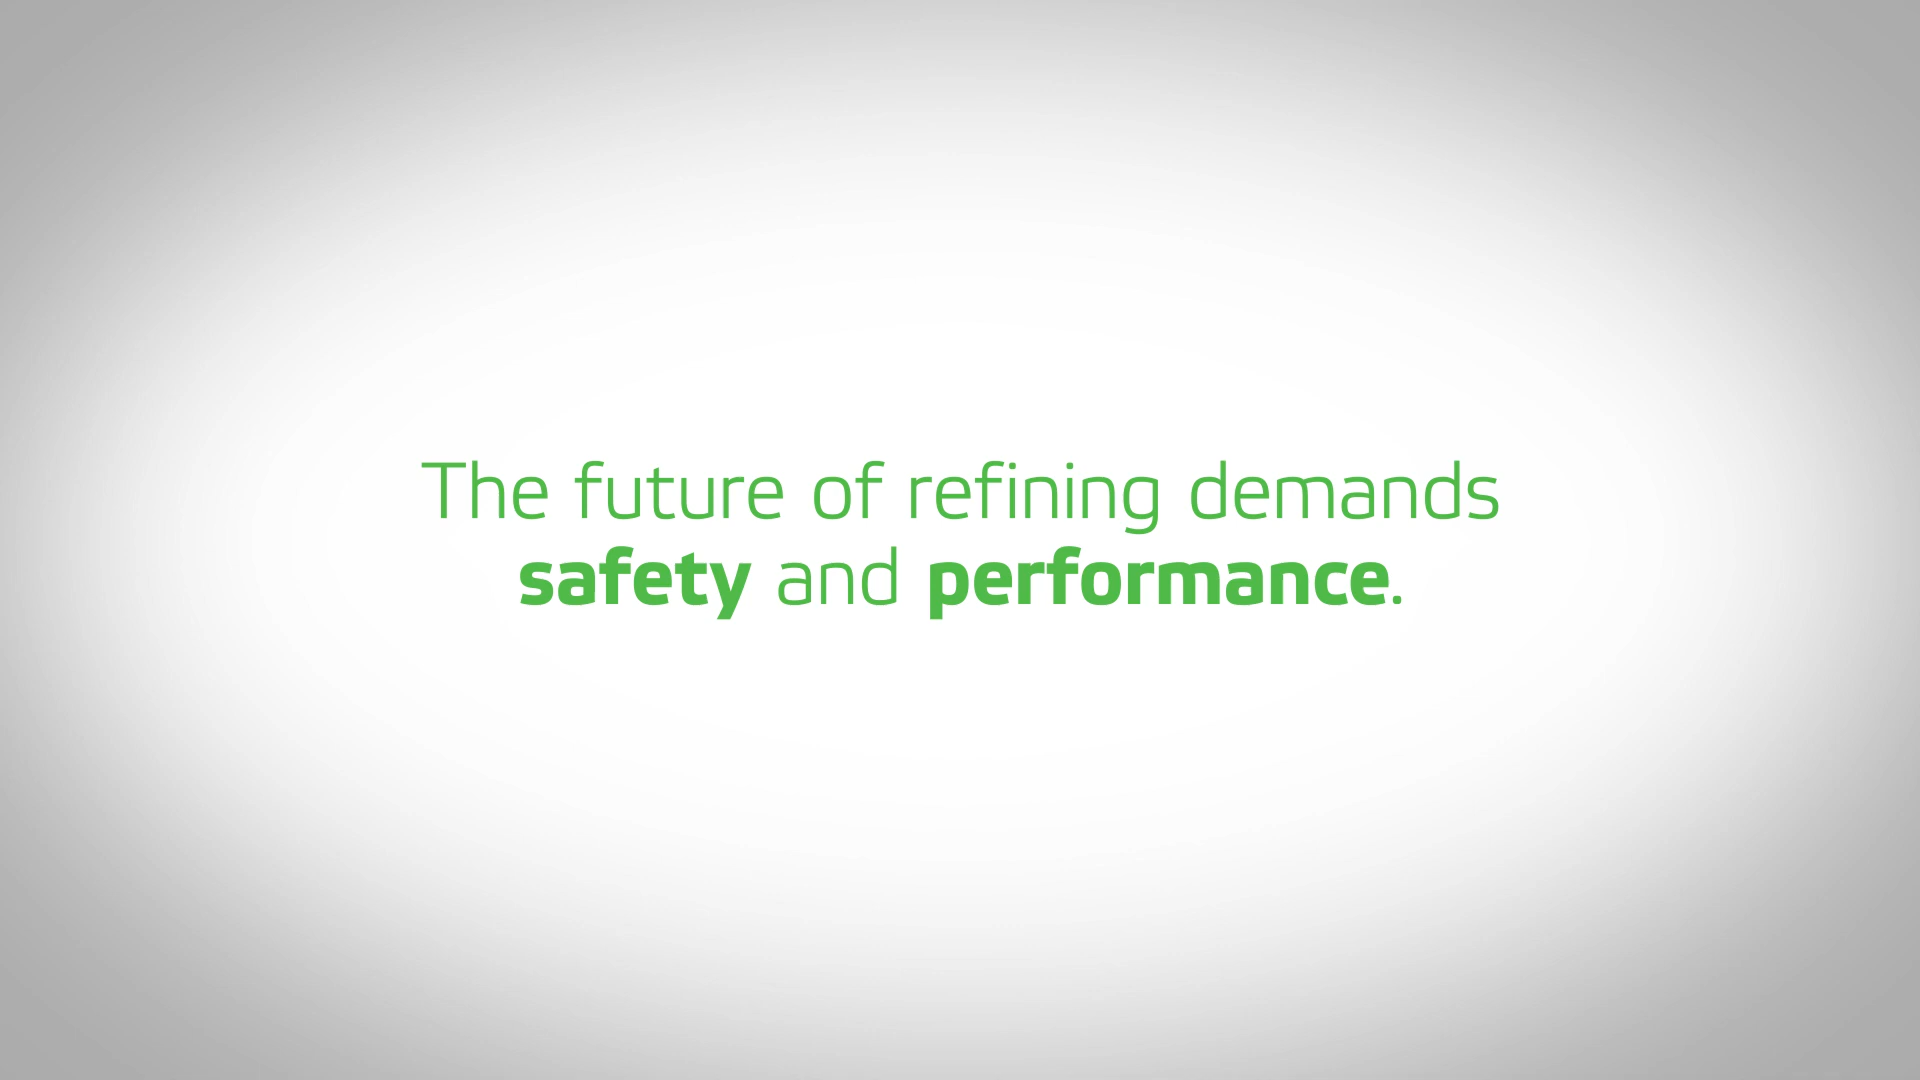 The future of refining demands
safety and performance.